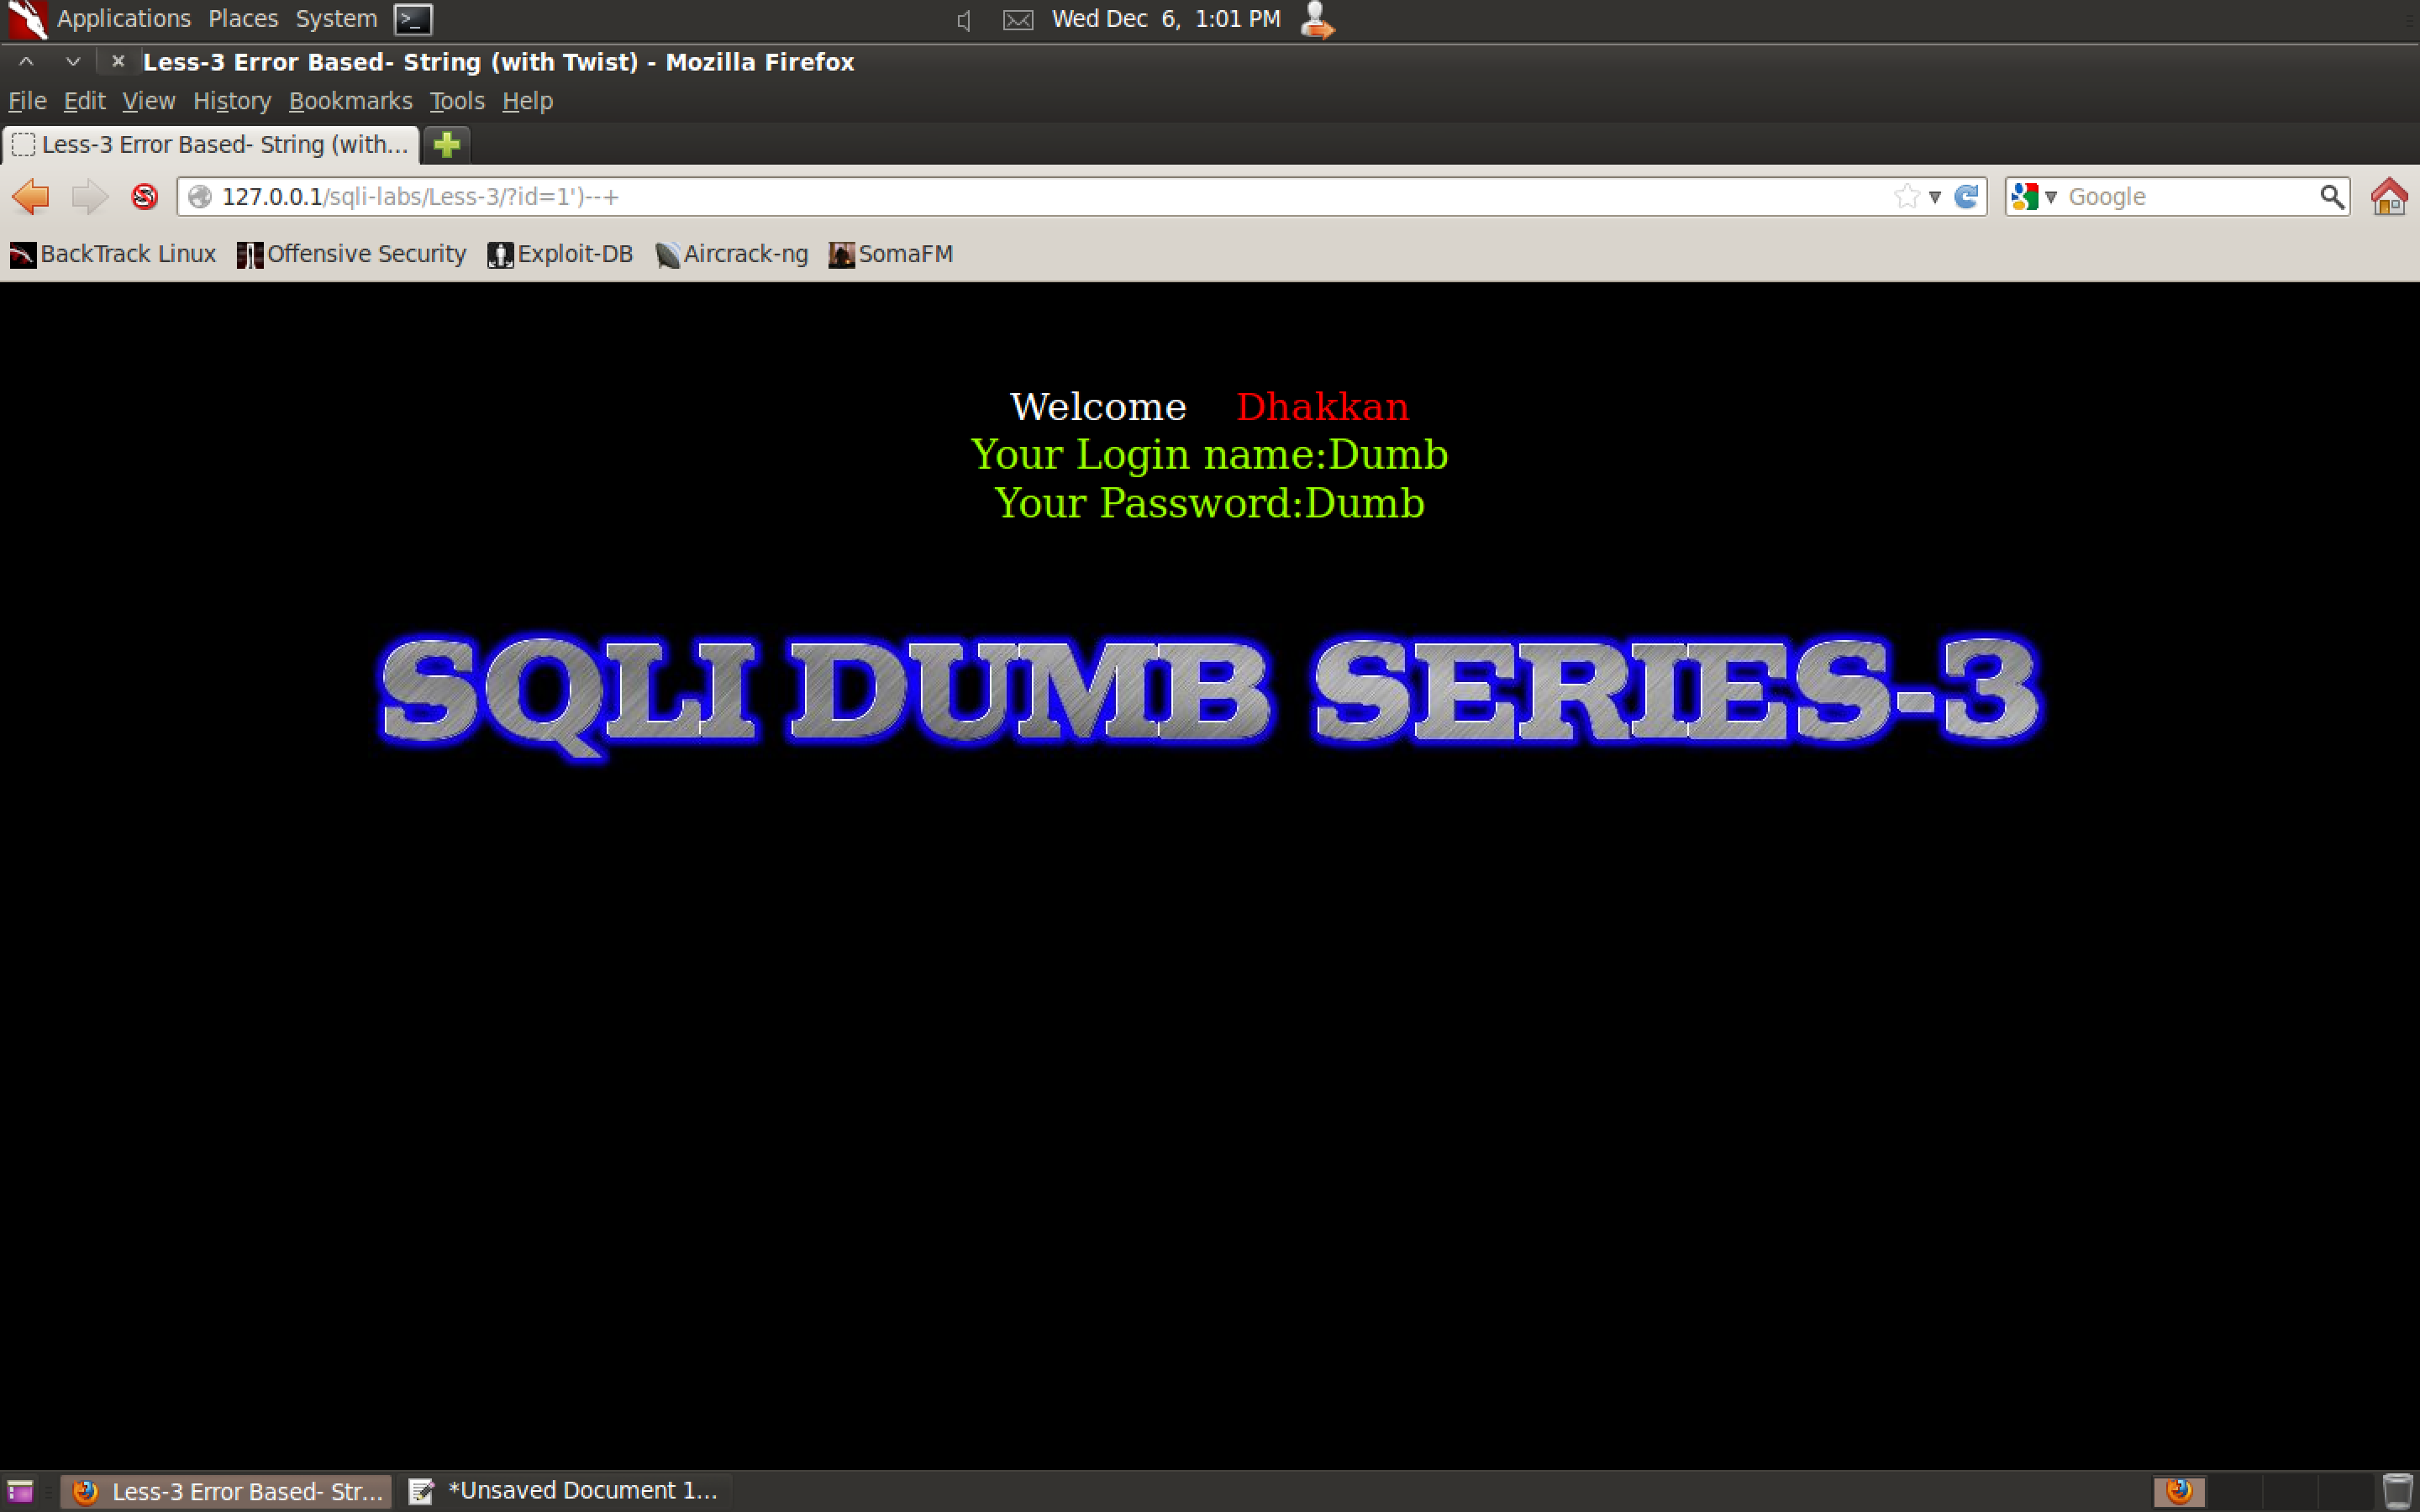 Applications Places System Wed Dec 6, 1:01 PM
Less-3 Error Based- String (with Twist) - Mozilla Firefox
File Edit View History Bookmarks Tools Help
Less-3 Error Based- String (with...
127.0.0.1/sqli-labs/Less-3/?id=1')--+ Google
BackTrack Linux Offensive Security Exploit-DB Aircrack-ng SomaFM
Welcome Dhakkan
Your Login name:Dumb
Your Password:Dumb
SQLI DUMB SERIES-3
Less-3 Error Based- Str... *Unsaved Document 1...